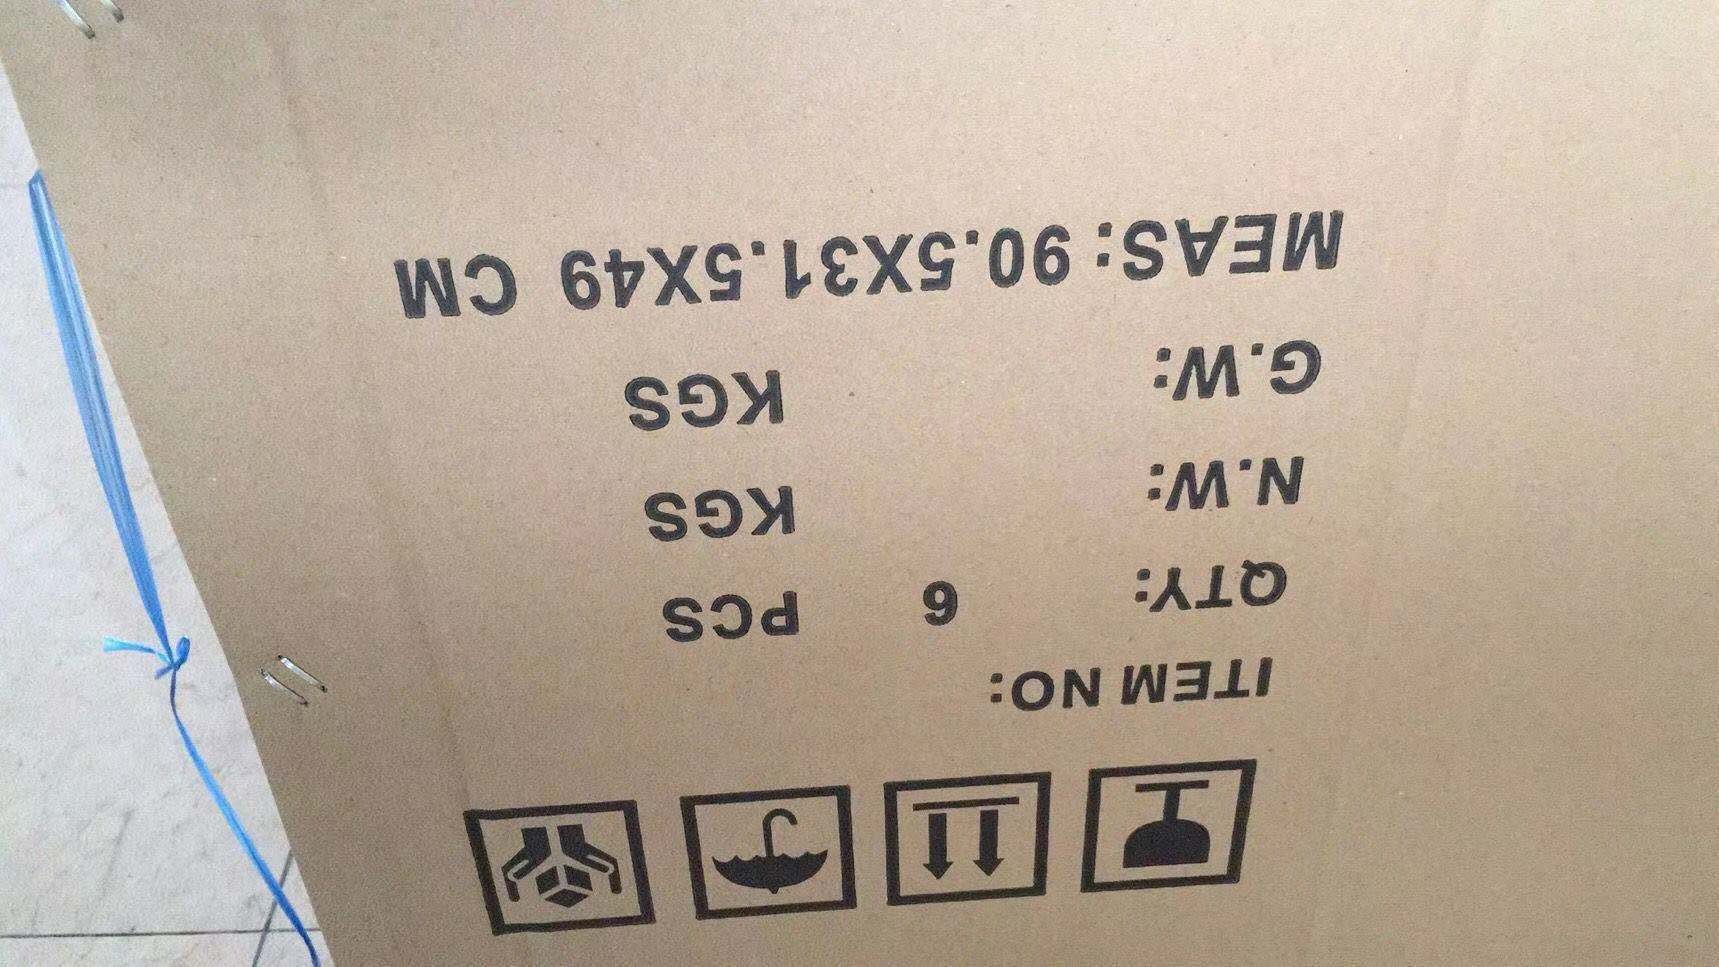 ITEM NO:
QTY: 6 PCS
N.W: KGS
G.W: KGS
MEAS: 90.5X31.5X49 CM